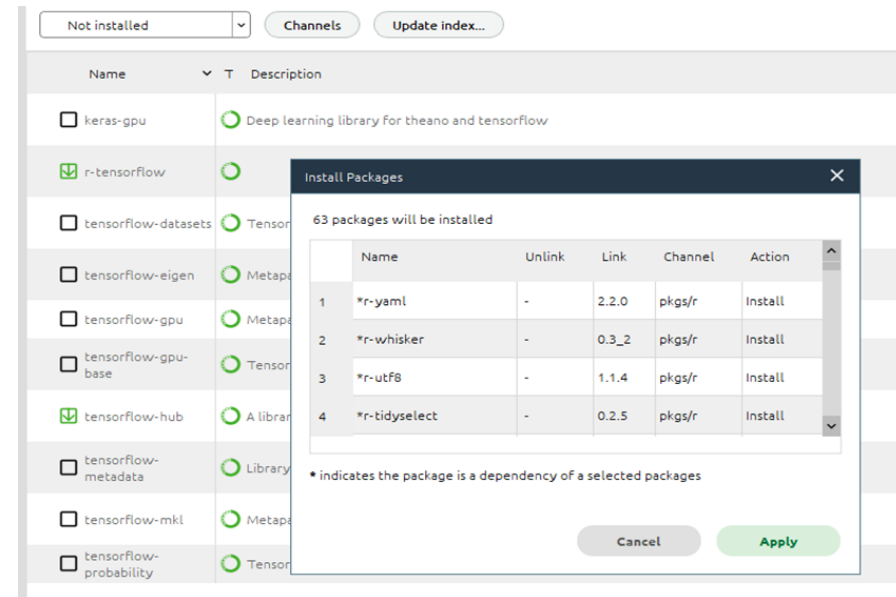 Not installed
Channels
Update index...
Name
T
Description
keras-gpu
Deep learning library for theano and tensorflow
r-tensorflow
tensorflow-datasets
Tensor
tensorflow-eigen
Metapa
tensorflow-gpu
Metapa
tensorflow-gpu-
base
Tensor
tensorflow-hub
A librar
tensorflow-
metadata
Library
tensorflow-mkl
Metapa
tensorflow-
probability
Tensor
Install Packages
63 packages will be installed
Name Unlink Link Channel Action
1 *r-yaml - 2.2.0 pkgs/r Install
2 *r-whisker - 0.3_2 pkgs/r Install
3 *r-utf8 - 1.1.4 pkgs/r Install
4 *r-tidyselect - 0.2.5 pkgs/r Install
* indicates the package is a dependency of a selected packages
Cancel
Apply